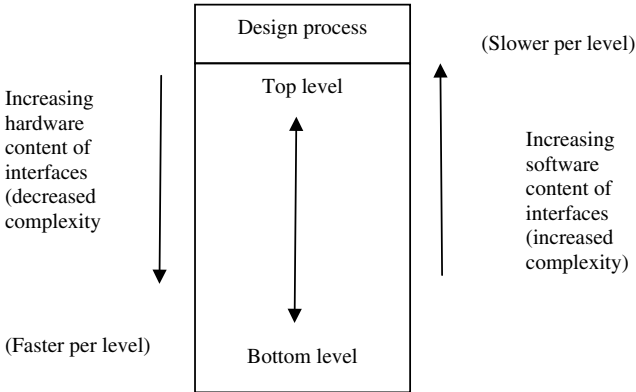 Design process
(Slower per level)
Top level
Increasing
hardware
content of
interfaces
(decreased
complexity
Increasing
software
content of
interfaces
(increased
complexity)
(Faster per level)
Bottom level